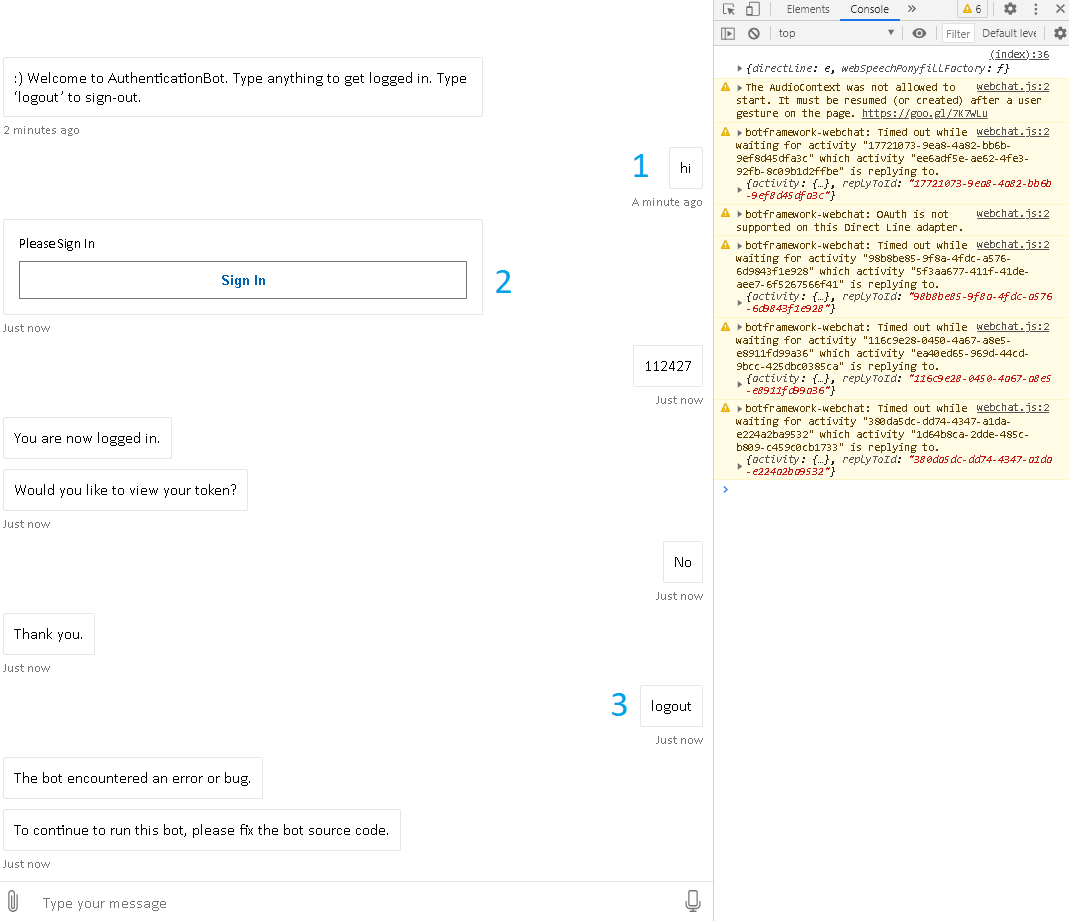 :) Welcome to AuthenticationBot. Type anything to get logged in. Type
‘logout’ to sign-out.
2 minutes ago
1
hi
A minute ago
Please Sign In
Sign In
2
Just now
112427
Just now
You are now logged in.
Would you like to view your token?
Just now
No
Just now
Thank you.
Just now
3
logout
Just now
The bot encountered an error or bug.
To continue to run this bot, please fix the bot source code.
Just now
Type your message
Elements
Console
»
6
top
Filter
Default leve
(index):36
{directLine: e, webSpeechPonyfillFactory: ƒ}
The AudioContext was not allowed to webchat.js:2
start. It must be resumed (or created) after a user
gesture on the page. https://goo.gl/7K7WLu
botframework-webchat: Timed out while webchat.js:2
waiting for activity "17721073-9ea8-4a82-bb6b-
9ef8d45dfa3c" which activity "ee6adf5e-ae62-4fe3-
92fb-8c09b1d2ffbe" is replying to.
{activity: {…}, replyToId: "17721073-9ea8-4a82-bb6b
-9ef8d45dfa3c"}
botframework-webchat: OAuth is not webchat.js:2
supported on this Direct Line adapter.
botframework-webchat: Timed out while webchat.js:2
waiting for activity "98b8be85-9f8a-4fdc-a576-
6d9843f1e928" which activity "5f3aa677-411f-41de-
aee7-6f5267566f41" is replying to.
{activity: {…}, replyToId: "98b8be85-9f8a-4fdc-a576
-6d9843f1e928"}
botframework-webchat: Timed out while webchat.js:2
waiting for activity "116c9e28-0450-4a67-a8e5-
e8911fd99a36" which activity "ea40ed65-969d-44cd-
9bcc-425dbc0385ca" is replying to.
{activity: {…}, replyToId: "116c9e28-0450-4a67-a8e5
-e8911fd99a36"}
botframework-webchat: Timed out while webchat.js:2
waiting for activity "380da5dc-dd74-4347-a1da-
e224a2ba9532" which activity "1d64b8ca-2dde-485c-
b809-c459c0cb1733" is replying to.
{activity: {…}, replyToId: "380da5dc-dd74-4347-a1da
-e224a2ba9532"}